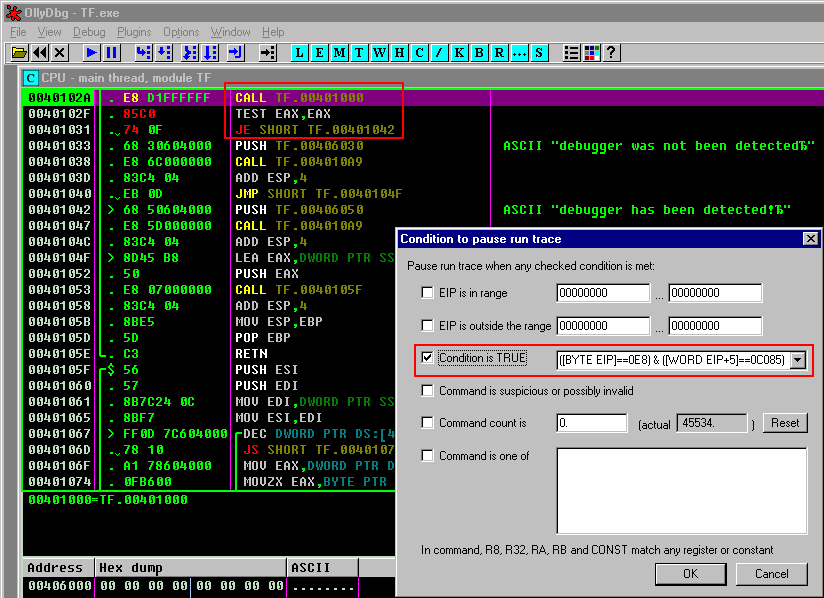 OllyDbg - TF.exe
File View Debug Plugins Options Window Help
L E M T W H C / K B R ... S ?
C CPU - main thread, module TF
0040102A . E8 D1FFFFFF CALL TF.00401000
0040102F . 85C0 TEST EAX,EAX
00401031 .v 74 0F JE SHORT TF.00401042
00401033 . 68 30604000 PUSH TF.00406030 ASCII "debugger was not been detectedЪ"
00401038 . E8 6C000000 CALL TF.004010A9
0040103D . 83C4 04 ADD ESP,4
00401040 .v EB 0D JMP SHORT TF.0040104F
00401042 > 68 50604000 PUSH TF.00406050 ASCII "debugger has been detected!Ъ"
00401047 . E8 5D000000 CALL TF.004010A9
0040104C . 83C4 04 ADD ESP,4
0040104F > 8D45 B8 LEA EAX,DWORD PTR SS
00401052 . 50 PUSH EAX
00401053 . E8 07000000 CALL TF.0040105F
00401058 . 83C4 04 ADD ESP,4
0040105B . 8BE5 MOV ESP,EBP
0040105D . 5D POP EBP
0040105E . C3 RETN
0040105F $ 56 PUSH ESI
00401060 . 57 PUSH EDI
00401061 . 8B7C24 0C MOV EDI,DWORD PTR SS
00401065 . 8BF7 MOV ESI,EDI
00401067 > FF0D 7C604000 DEC DWORD PTR DS:[4
0040106D .v 78 10 JS SHORT TF.0040107
0040106F . A1 78604000 MOV EAX,DWORD PTR D
00401074 . 0FB600 MOVZX EAX,BYTE PTR
00401000=TF.00401000
Address Hex dump ASCII
00406000 00 00 00 00 00 00 00 00 ........
Condition to pause run trace
Pause run trace when any checked condition is met:
EIP is in range 00000000 ... 00000000
EIP is outside the range 00000000 ... 00000000
Condition is TRUE ([BYTE EIP]==0E8) & ([WORD EIP+5]==0C085)
Command is suspicious or possibly invalid
Command count is 0. (actual 45534. ) Reset
Command is one of
In command, R8, R32, RA, RB and CONST match any register or constant
OK Cancel